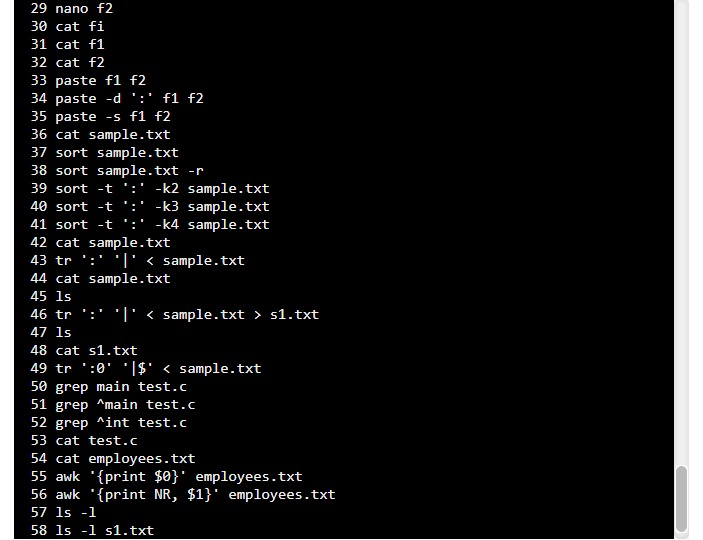 29 nano f2
30 cat fi
31 cat f1
32 cat f2
33 paste f1 f2
34 paste -d ':' f1 f2
35 paste -s f1 f2
36 cat sample.txt
37 sort sample.txt
38 sort sample.txt -r
39 sort -t ':' -k2 sample.txt
40 sort -t ':' -k3 sample.txt
41 sort -t ':' -k4 sample.txt
42 cat sample.txt
43 tr ':' '|' < sample.txt
44 cat sample.txt
45 ls
46 tr ':' '|' < sample.txt > s1.txt
47 ls
48 cat s1.txt
49 tr ':0' '|$' < sample.txt
50 grep main test.c
51 grep ^main test.c
52 grep ^int test.c
53 cat test.c
54 cat employees.txt
55 awk '{print $0}' employees.txt
56 awk '{print NR, $1}' employees.txt
57 ls -l
58 ls -l s1.txt